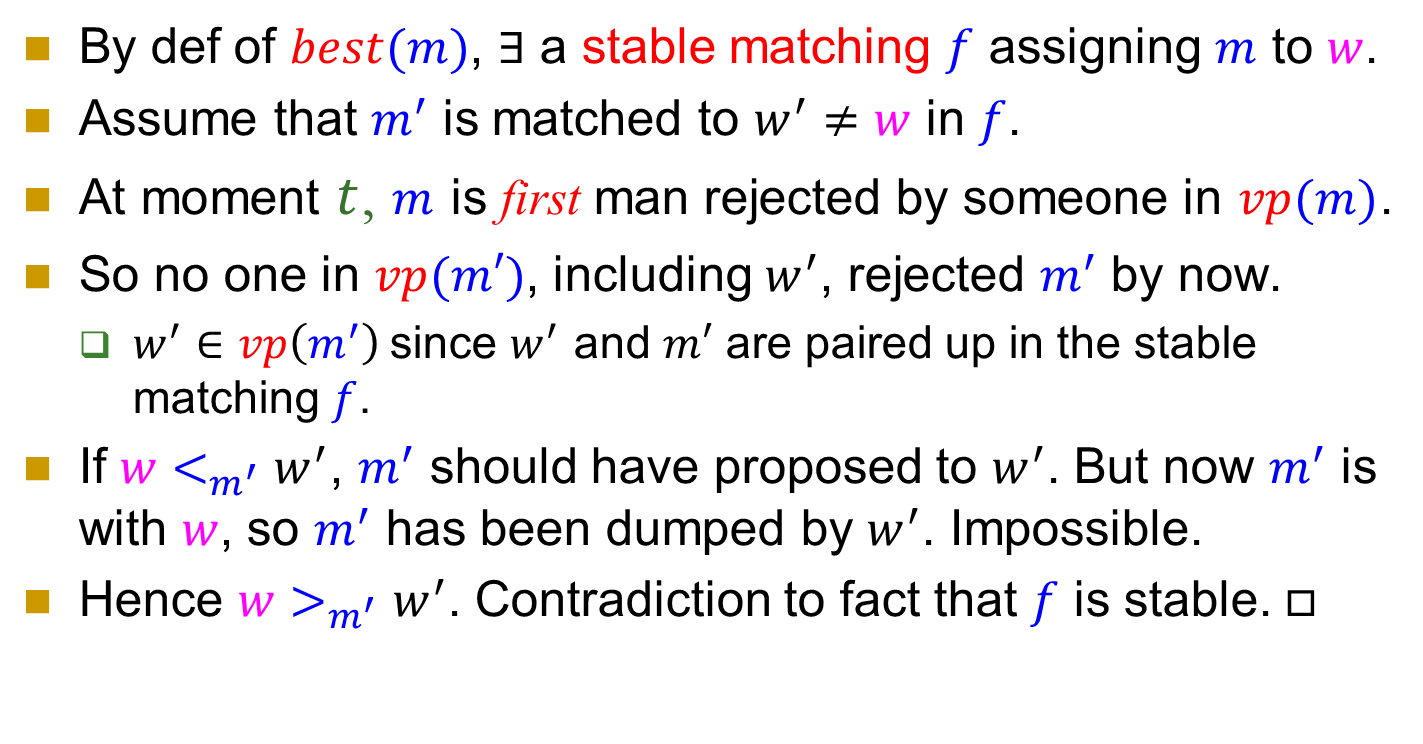 ■ By def of best(m), ∃ a stable matching f assigning m to w.
■ Assume that m′ is matched to w′ ≠ w in f.
■ At moment t, m is first man rejected by someone in vp(m).
■ So no one in vp(m′), including w′, rejected m′ by now.
❑ w′ ∈ vp(m′) since w′ and m′ are paired up in the stable
matching f.
■ If w <ₘ′ w′, m′ should have proposed to w′. But now m′ is
with w, so m′ has been dumped by w′. Impossible.
■ Hence w >ₘ′ w′. Contradiction to fact that f is stable. □